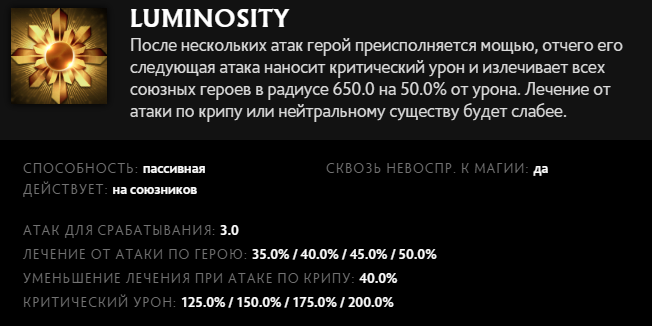 LUMINOSITY
После нескольких атак герой преисполняется мощью, отчего его
следующая атака наносит критический урон и излечивает всех
союзных героев в радиусе 650.0 на 50.0% от урона. Лечение от
атаки по крипу или нейтральному существу будет слабее.
СПОСОБНОСТЬ: пассивная
СКВОЗЬ НЕВОСПР. К МАГИИ: да
ДЕЙСТВУЕТ: на союзников
АТАК ДЛЯ СРАБАТЫВАНИЯ: 3.0
ЛЕЧЕНИЕ ОТ АТАКИ ПО ГЕРОЮ: 35.0% / 40.0% / 45.0% / 50.0%
УМЕНЬШЕНИЕ ЛЕЧЕНИЯ ПРИ АТАКЕ ПО КРИПУ: 40.0%
КРИТИЧЕСКИЙ УРОН: 125.0% / 150.0% / 175.0% / 200.0%